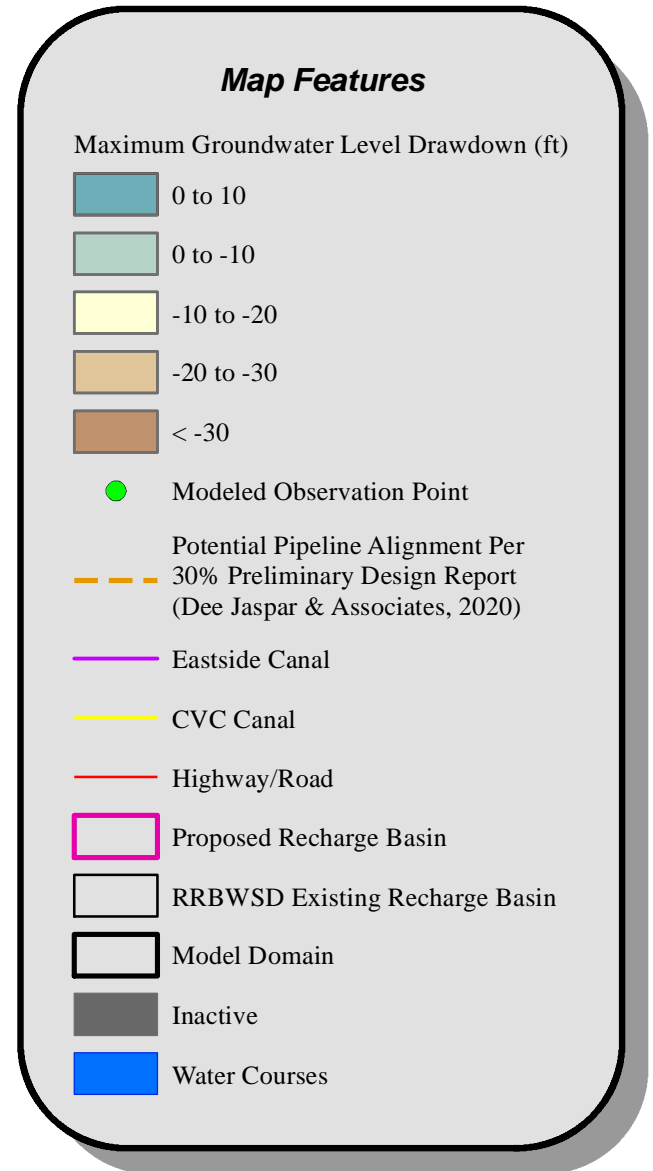 Map Features
Maximum Groundwater Level Drawdown (ft)
0 to 10
0 to -10
-10 to -20
-20 to -30
< -30
Modeled Observation Point
Potential Pipeline Alignment Per
30% Preliminary Design Report
(Dee Jaspar & Associates, 2020)
Eastside Canal
CVC Canal
Highway/Road
Proposed Recharge Basin
RRBWSD Existing Recharge Basin
Model Domain
Inactive
Water Courses